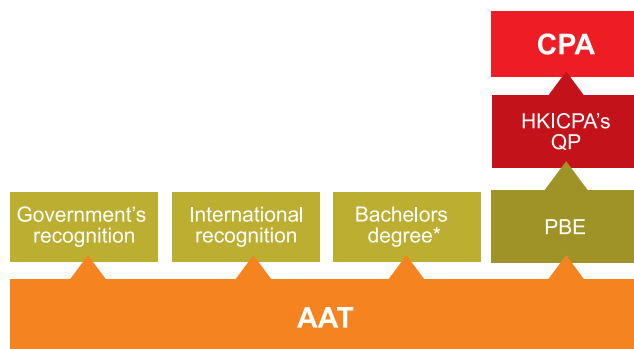 CPA
HKICPA's
QP
Government's
recognition
International
recognition
Bachelors
degree*
PBE
AAT